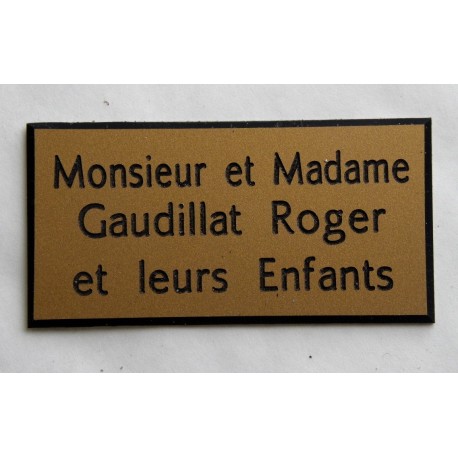 Monsieur et Madame
Gaudillat Roger
et leurs Enfants